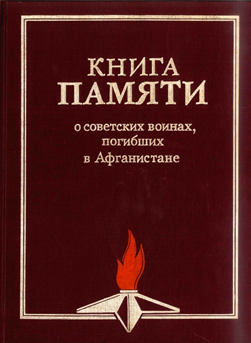 КНИГА
ПАМЯТИ
о советских воинах,
погибших
в Афганистане